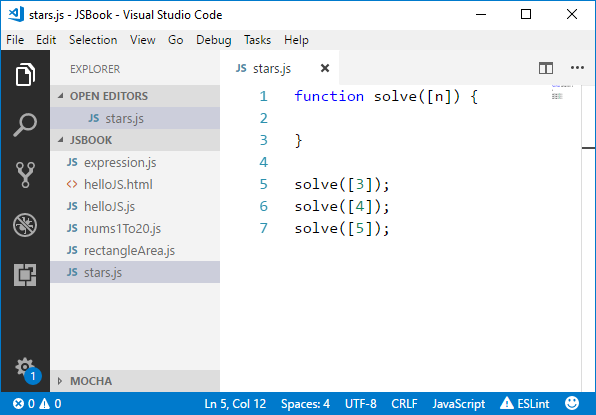 stars.js - JSBook - Visual Studio Code
File Edit Selection View Go Debug Tasks Help
EXPLORER
OPEN EDITORS
JS stars.js
JSBOOK
JS expression.js
<> helloJS.html
JS helloJS.js
JS nums1To20.js
JS rectangleArea.js
JS stars.js
MOCHA
1
JS stars.js ×
1 function solve([n]) {
2
3 }
4
5 solve([3]);
6 solve([4]);
7 solve([5]);
0 0 Ln 5, Col 12 Spaces: 4 UTF-8 CRLF JavaScript ESLint